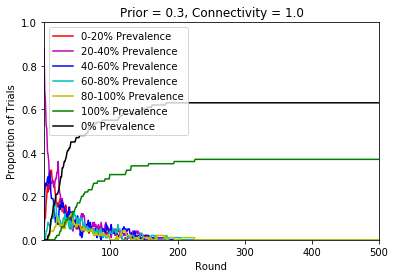 Prior = 0.3, Connectivity = 1.0
1.0
0.8
0.6
0.4
0.2
0.0
Proportion of Trials
0-20% Prevalence
20-40% Prevalence
40-60% Prevalence
60-80% Prevalence
80-100% Prevalence
100% Prevalence
0% Prevalence
100 200 300 400 500
Round